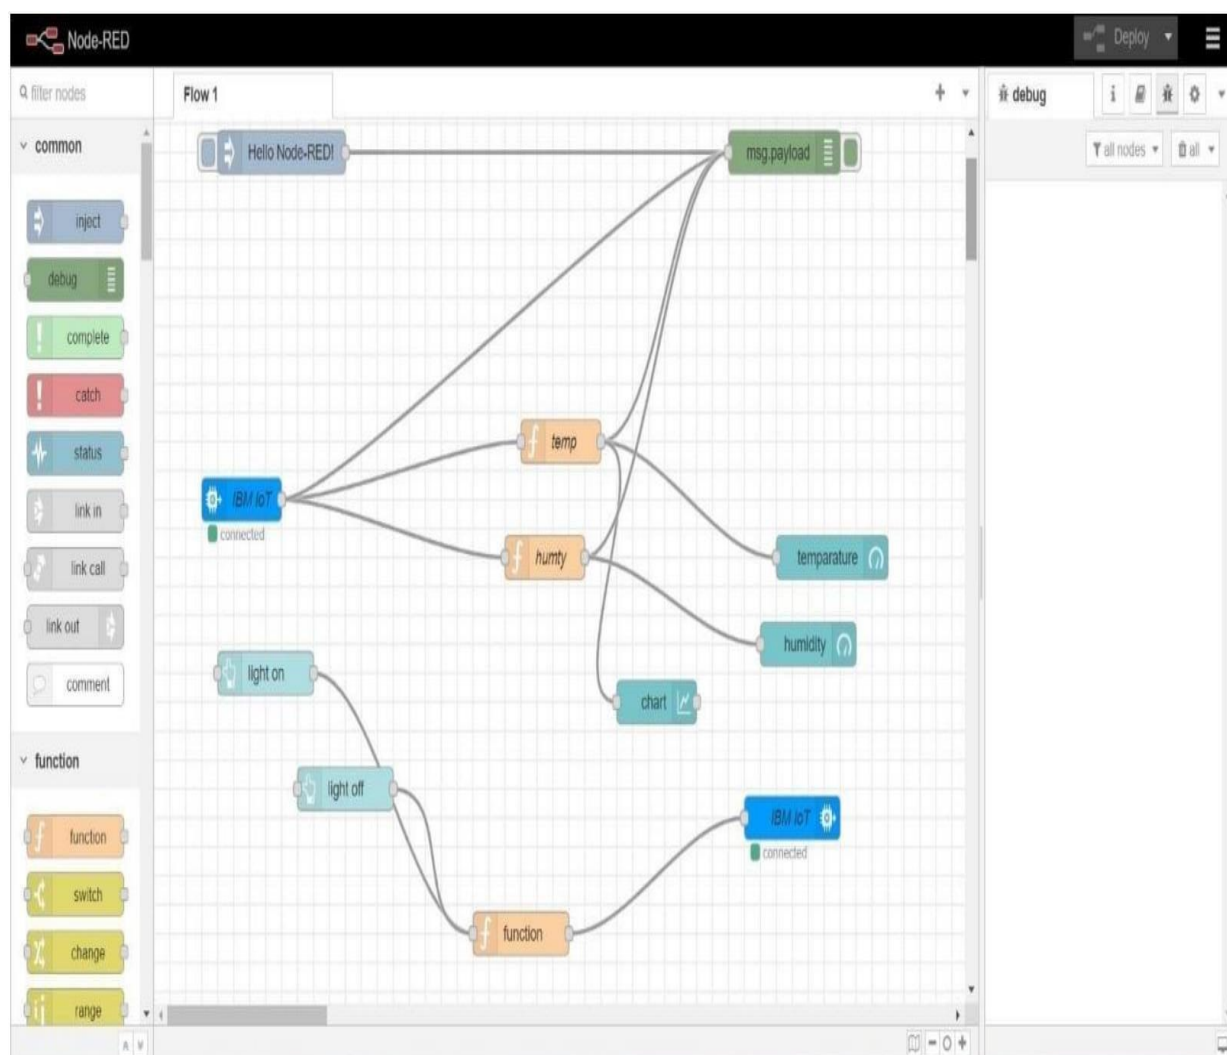 Node-RED
Deploy
filter nodes
Flow 1
debug
i
common
all nodes
all
Hello Node-RED!
msg.payload
inject
debug
complete
catch
status
link in
link call
link out
comment
temp
IBM IoT
connected
humty
temparature
humidity
light on
chart
light off
IBM IoT
connected
function
function
function
switch
change
range